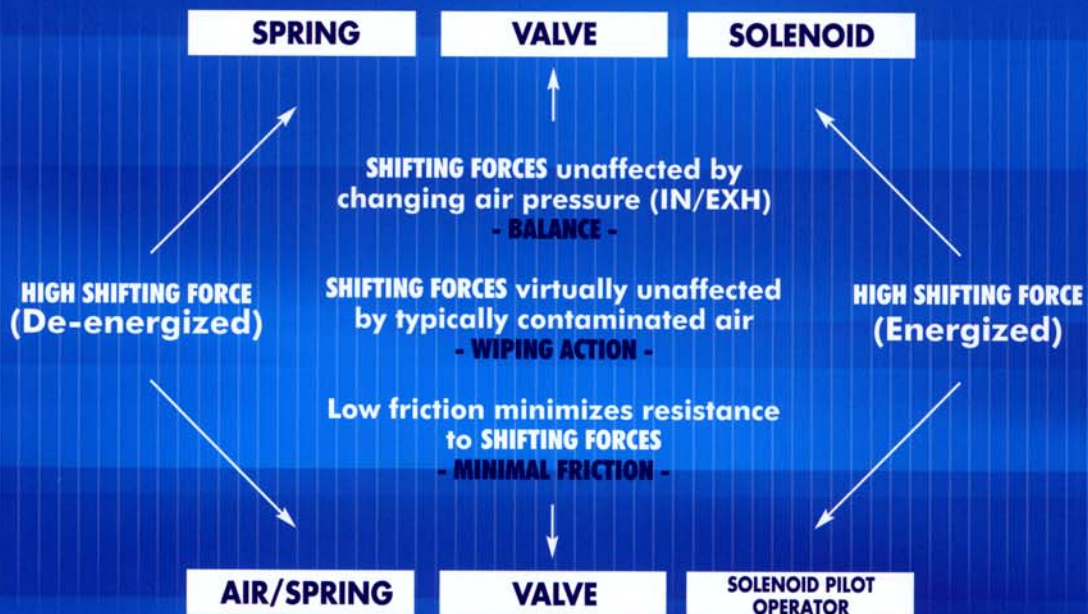 SPRING
VALVE
SOLENOID
SHIFTING FORCES unaffected by
changing air pressure (IN/EXH)
- BALANCE -
HIGH SHIFTING FORCE
(De-energized)
SHIFTING FORCES virtually unaffected
by typically contaminated air
- WIPING ACTION -
HIGH SHIFTING FORCE
(Energized)
Low friction minimizes resistance
to SHIFTING FORCES
- MINIMAL FRICTION -
AIR/SPRING
VALVE
SOLENOID PILOT
OPERATOR